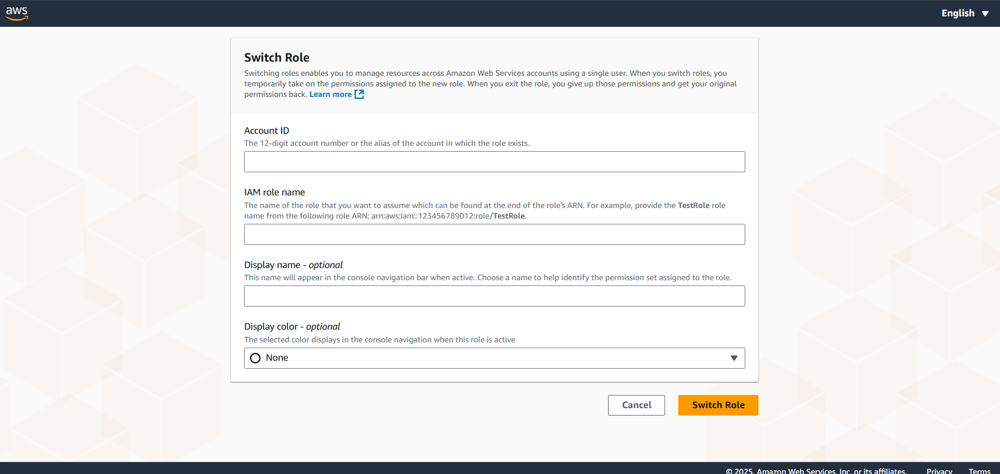 aws
English
Switch Role
Switching roles enables you to manage resources across Amazon Web Services accounts using a single user. When you switch roles, you
temporarily take on the permissions assigned to the new role. When you exit the role, you give up those permissions and get your original
permissions back. Learn more
Account ID
The 12-digit account number or the alias of the account in which the role exists.
IAM role name
The name of the role that you want to assume which can be found at the end of the role's ARN. For example, provide the TestRole role
name from the following role ARN: arn:aws:iam::123456789012:role/TestRole.
Display name - optional
This name will appear in the console navigation bar when active. Choose a name to help identify the permission set assigned to the role.
Display color - optional
The selected color displays in the console navigation when this role is active
None
Cancel
Switch Role
© 2025, Amazon Web Services, Inc. or its affiliates.
Privacy
Terms